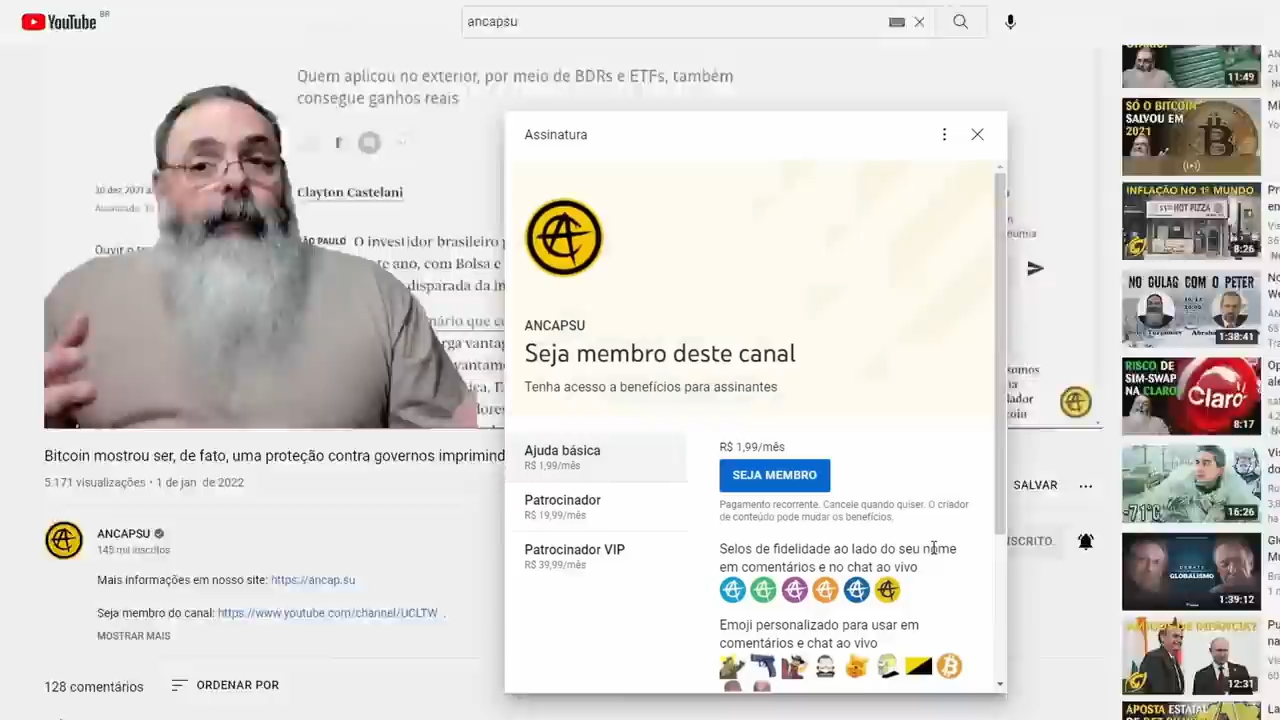 YouTube BR
ancapsu
Quem aplicou no exterior, por meio de BDRs e ETFs, também
consegue ganhos reais
Clayton Castelani
Assinatura
O investidor brasileiro
ANCAPSU
Seja membro deste canal
Tenha acesso a benefícios para assinantes
Ajuda básica
R$ 1,99/mês
Patrocinador
R$ 19,99/mês
Patrocinador VIP
R$ 39,99/mês
R$ 1,99/mês
SEJA MEMBRO
Pagamento recorrente. Cancele quando quiser. O criador
de conteúdo pode mudar os benefícios.
Selos de fidelidade ao lado do seu nome
em comentários e no chat ao vivo
Emoji personalizado para usar em
comentários e chat ao vivo
Bitcoin mostrou ser, de fato, uma proteção contra governos imprimind
5.171 visualizações • 1 de jan. de 2022
SALVAR
ANCAPSU
145 mil inscritos
INSCRITO
Mais informações em nosso site: https://ancap.su
Seja membro do canal: https://www.youtube.com/channel/UCLTW
MOSTRAR MAIS
128 comentários
ORDENAR POR
11:49
SÓ O BITCOIN
SALVOU EM
2021
INFLAÇÃO NO 1º MUNDO
HOT PIZZA
8:26
NO GULAG COM O PETER
1:38:41
RISCO DE
SIM-SWAP
NA CLARO
Claro
8:17
-71°C
16:26
DEBATE
GLOBALISMO
1:39:12
12:31
APOSTA ESTATAL